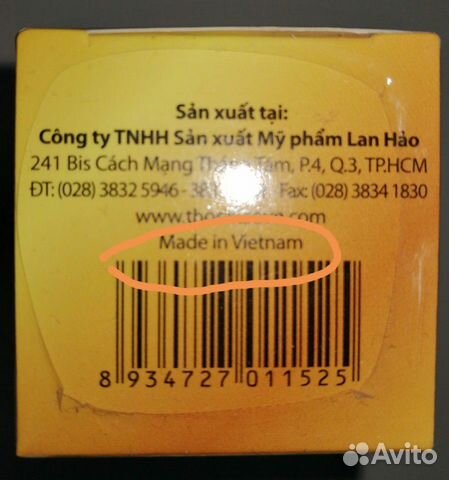 Sản xuất tại:
Công ty TNHH Sản xuất Mỹ phẩm Lan Hảo
241 Bis Cách Mạng Tháng Tám, P.4, Q.3, TP.HCM
ĐT: (028) 3832 5946 - Fax: (028) 3834 1830
Made in Vietnam
8 934727 011525
Avito